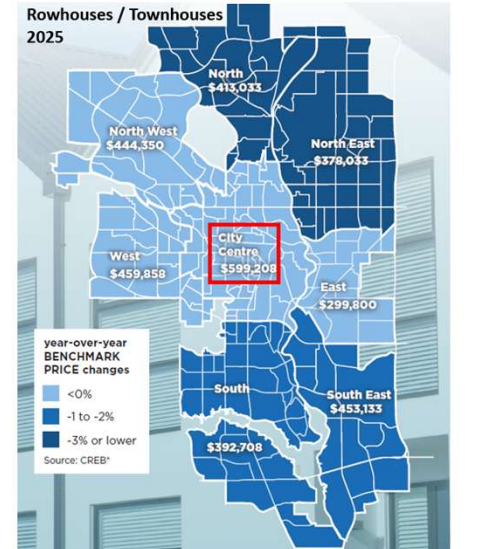 Rowhouses / Townhouses
2025
North
$413,033
North West
$444,350
North East
$378,033
City
Centre
$599,208
West
$459,858
East
$299,800
year-over-year
BENCHMARK
PRICE changes
<0%
-1 to -2%
-3% or lower
Source: CREB®
South
$392,708
South East
$453,133